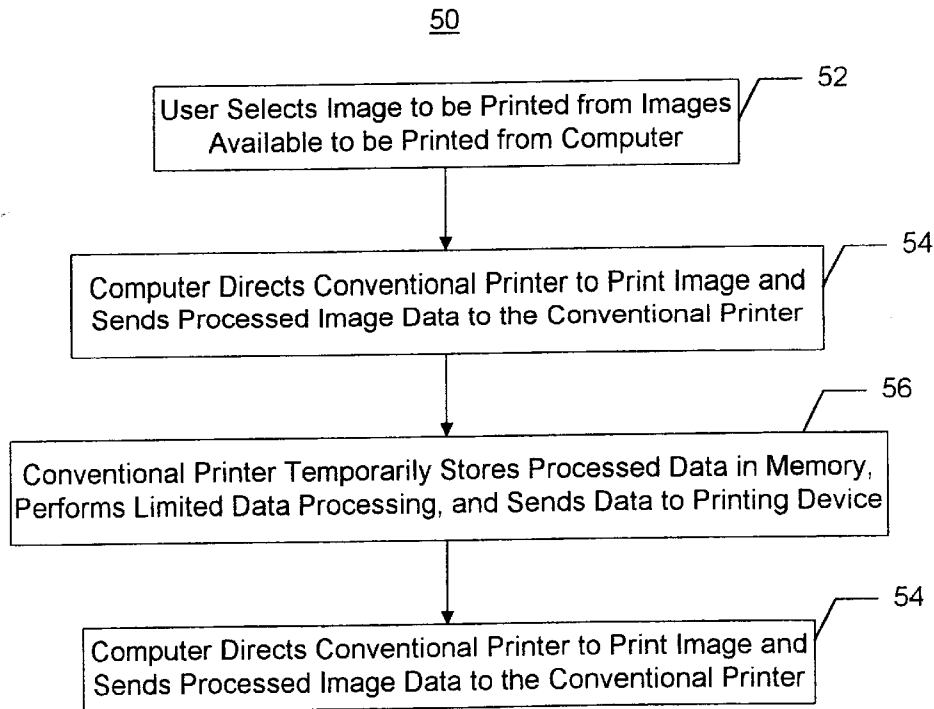 50
52
User Selects Image to be Printed from Images
Available to be Printed from Computer
54
Computer Directs Conventional Printer to Print Image and
Sends Processed Image Data to the Conventional Printer
56
Conventional Printer Temporarily Stores Processed Data in Memory,
Performs Limited Data Processing, and Sends Data to Printing Device
54
Computer Directs Conventional Printer to Print Image and
Sends Processed Image Data to the Conventional Printer